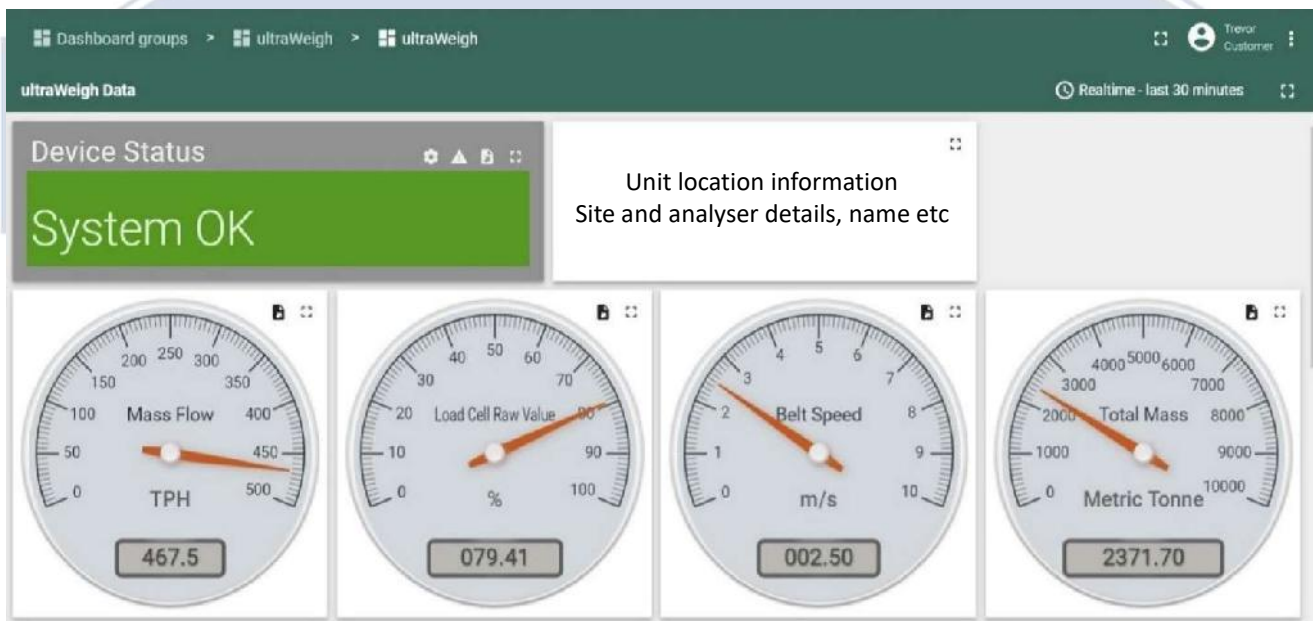 Dashboard groups > ultraWeigh > ultraWeigh
Trevor
Customer
ultraWeigh Data
Realtime - last 30 minutes
Device Status
System OK
Unit location information
Site and analyser details, name etc
0 50 100 150 200 250 300 350 400 450 500
Mass Flow
TPH
467.5
0 10 20 30 40 50 60 70 80 90 100
Load Cell Raw Value
%
079.41
0 1 2 3 4 5 6 7 8 9 10
Belt Speed
m/s
002.50
0 1000 2000 3000 4000 5000 6000 7000 8000 9000 10000
Total Mass
Metric Tonne
2371.70